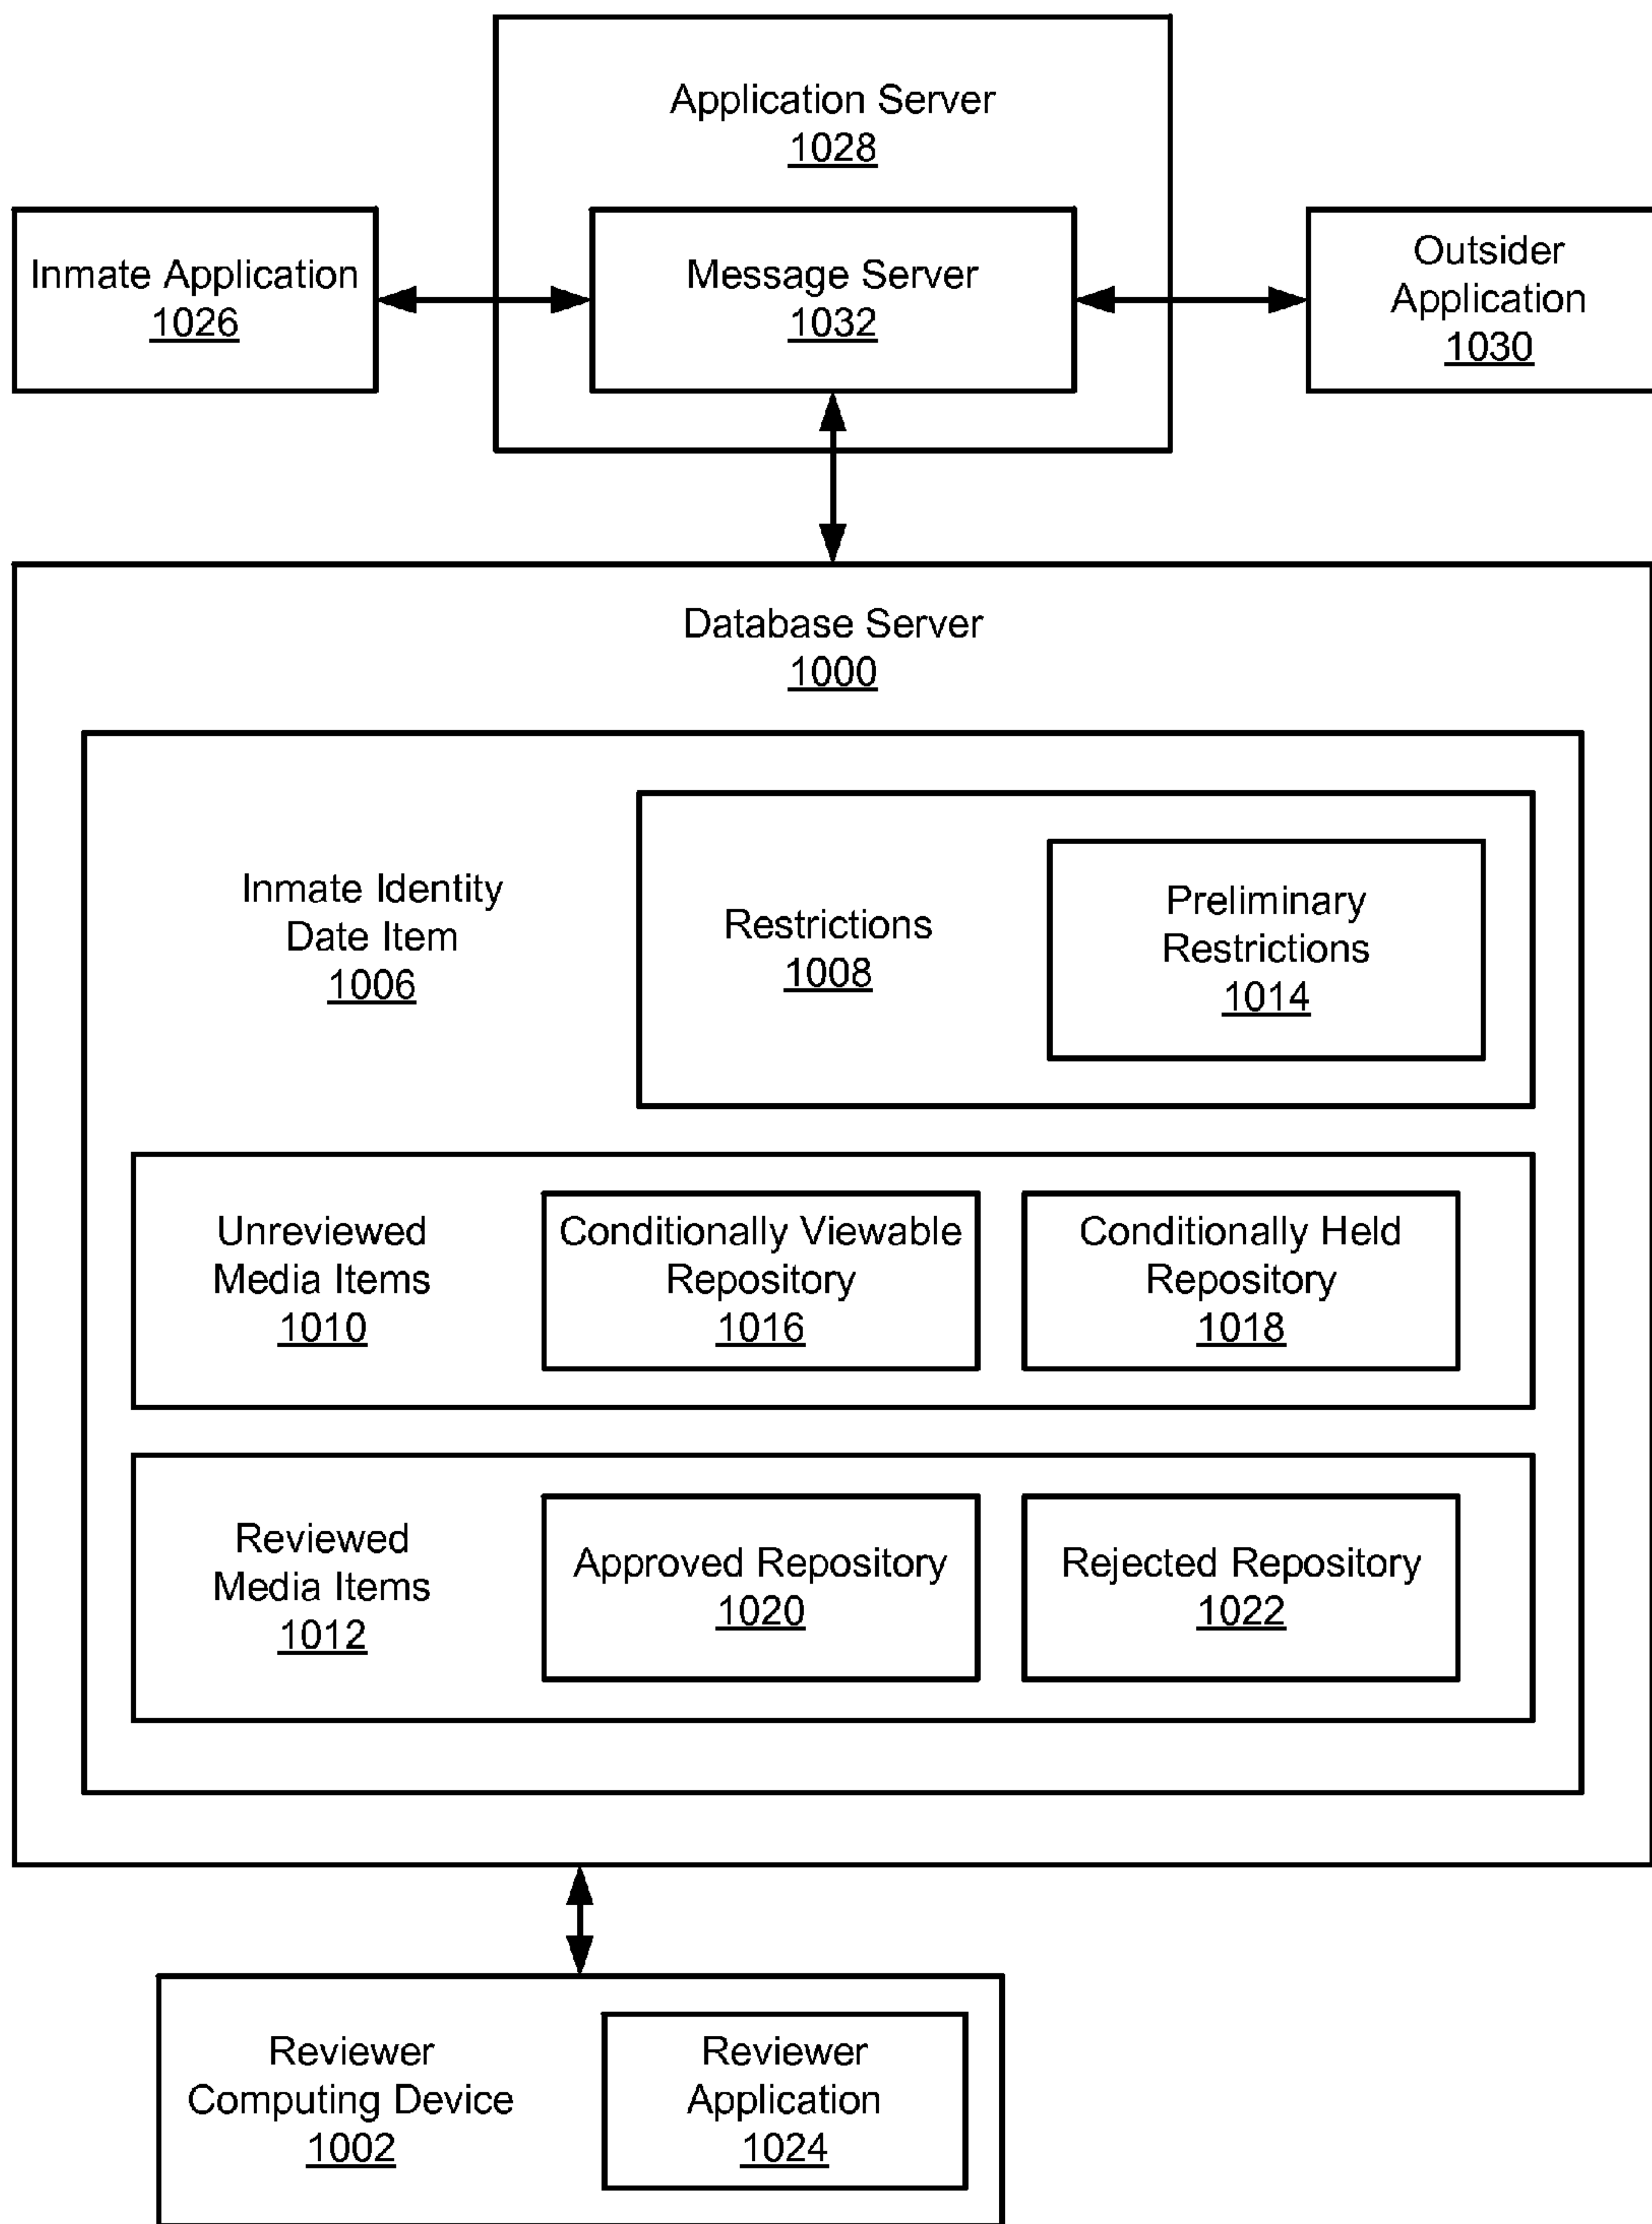 Application Server
1028
Inmate Application
1026
Message Server
1032
Outsider
Application
1030
Database Server
1000
Inmate Identity
Date Item
1006
Restrictions
1008
Preliminary
Restrictions
1014
Unreviewed
Media Items
1010
Conditionally Viewable
Repository
1016
Conditionally Held
Repository
1018
Reviewed
Media Items
1012
Approved Repository
1020
Rejected Repository
1022
Reviewer
Computing Device
1002
Reviewer
Application
1024